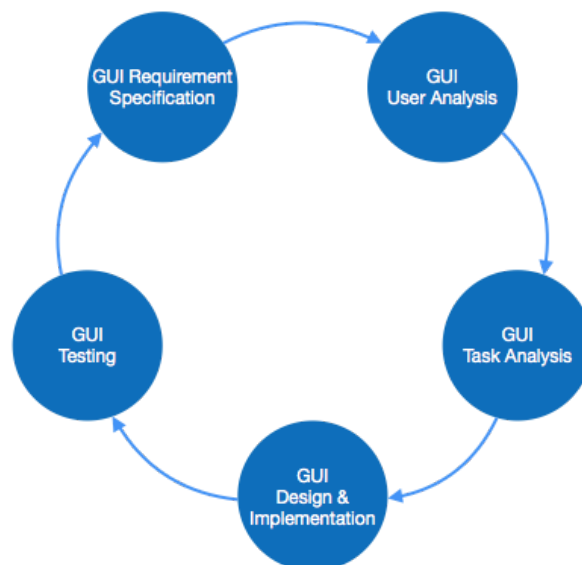 GUI Requirement
Specification
GUI
User Analysis
GUI
Task Analysis
GUI
Design &
Implementation
GUI
Testing